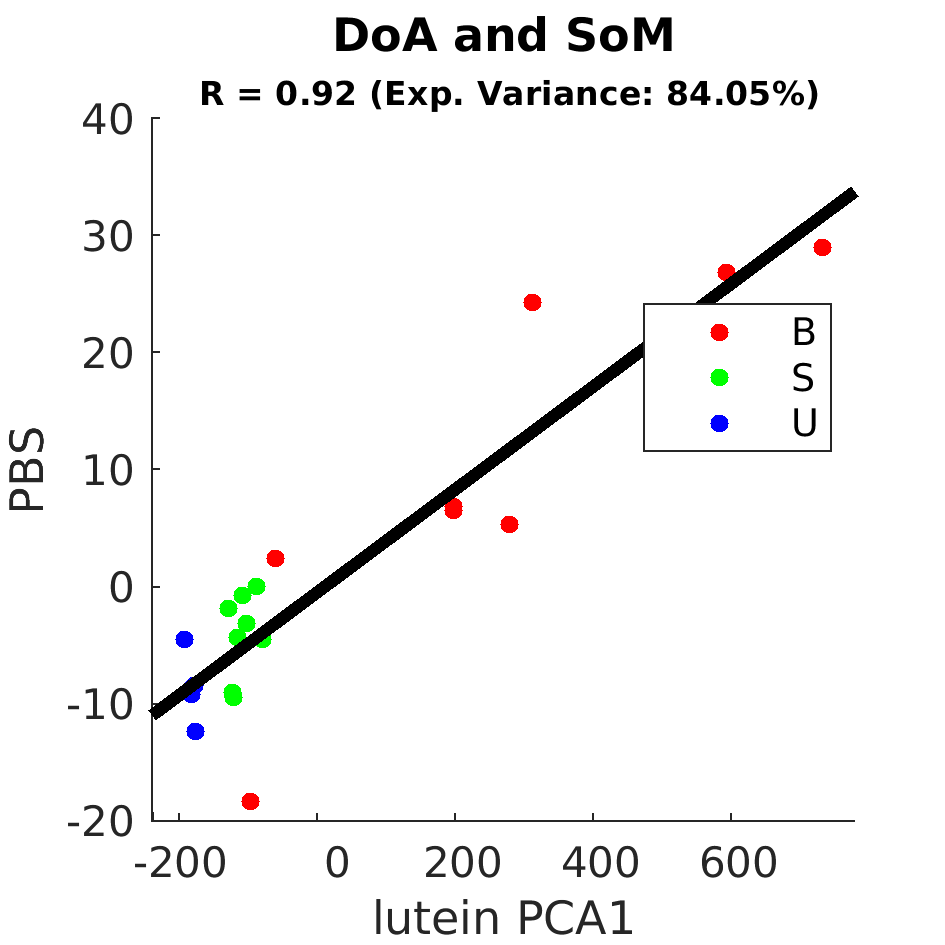 DoA and SoM
R = 0.92 (Exp. Variance: 84.05%)
40
30
20
10
0
-10
-20
PBS
B
S
U
-200 0 200 400 600
lutein PCA1